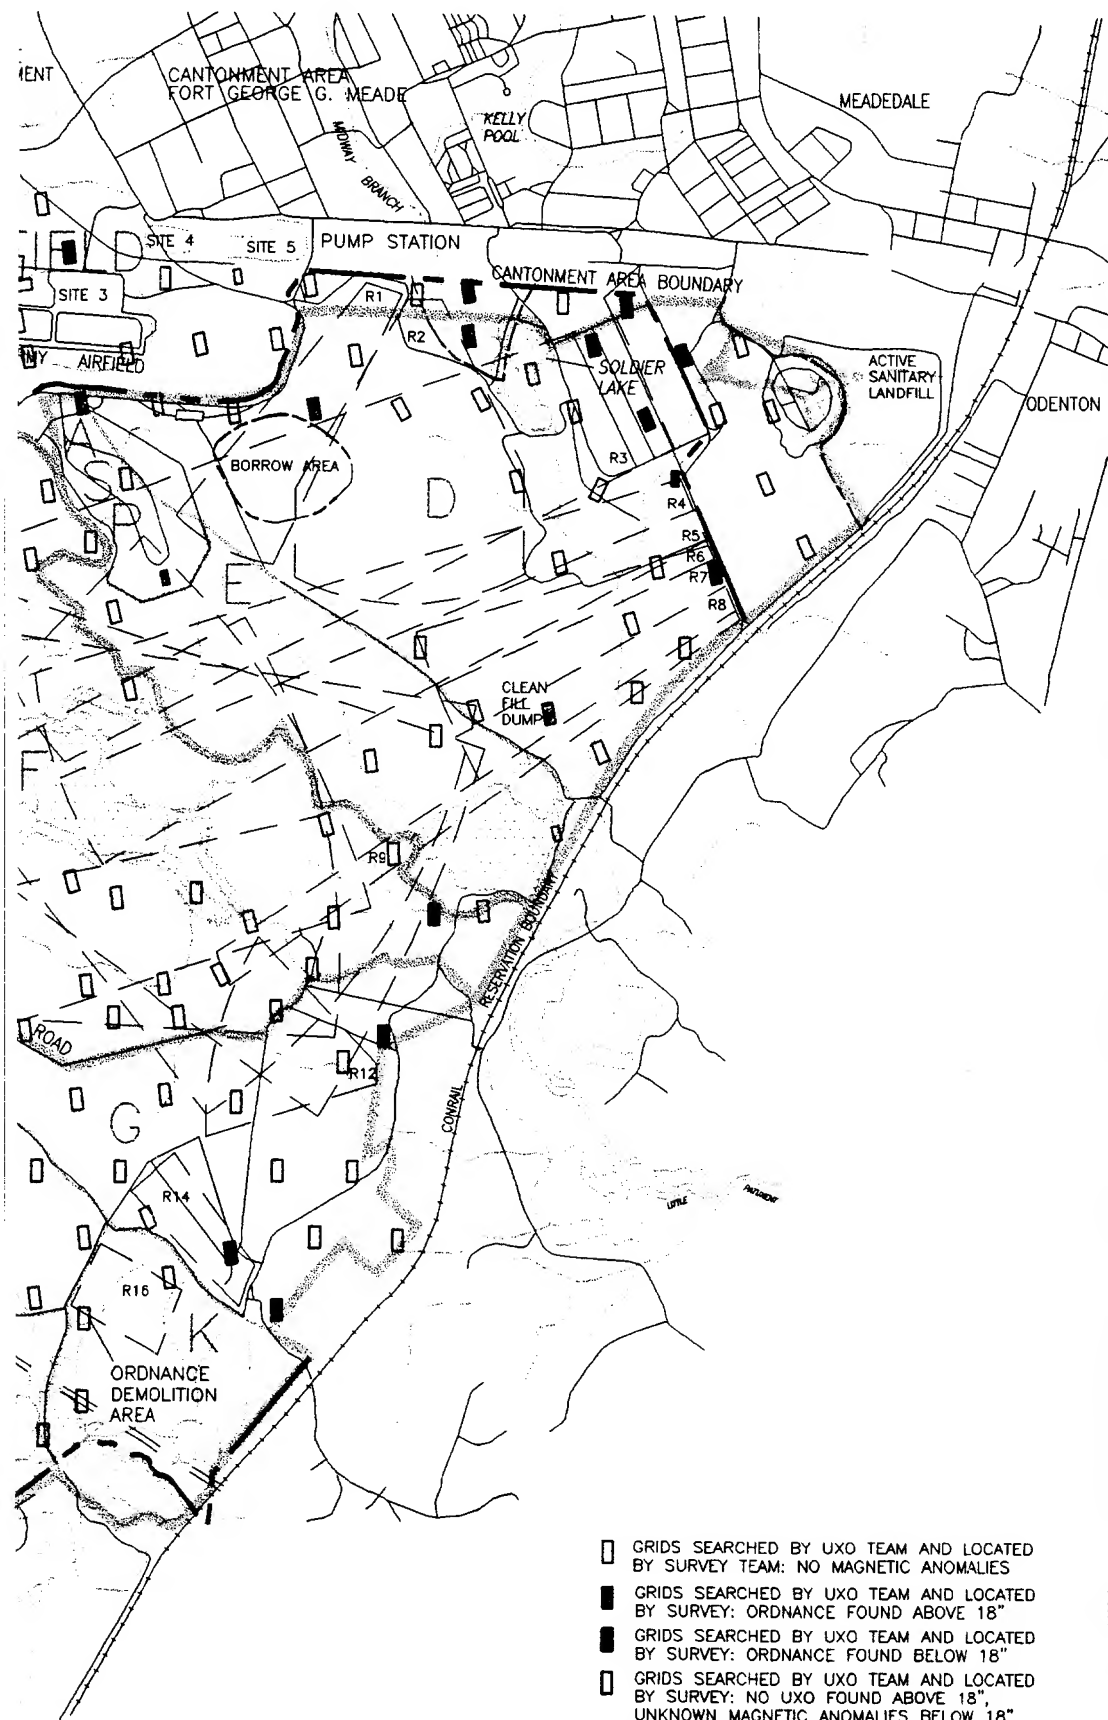 MENT
CANTONMENT AREA
FORT GEORGE G. MEADE
KELLY
POOL
MEADEDALE
MIDWAY
BRANCH
SITE 4
SITE 5
PUMP STATION
SITE 3
CANTONMENT AREA BOUNDARY
R1
R2
MY AIRFIELD
SOLDIER
LAKE
ACTIVE
SANITARY
LANDFILL
ODENTON
BORROW AREA
R3
A
S
P
D
R4
R5
R6
R7
R8
E
CLEAN
FILL
DUMP
F
R9
RESERVATION BOUNDARY
ROAD
R12
CONRAIL
G
R14
LITTLE PATUXENT
R16
K
ORDNANCE
DEMOLITION
AREA
GRIDS SEARCHED BY UXO TEAM AND LOCATED
BY SURVEY TEAM: NO MAGNETIC ANOMALIES
GRIDS SEARCHED BY UXO TEAM AND LOCATED
BY SURVEY: ORDNANCE FOUND ABOVE 18"
GRIDS SEARCHED BY UXO TEAM AND LOCATED
BY SURVEY: ORDNANCE FOUND BELOW 18"
GRIDS SEARCHED BY UXO TEAM AND LOCATED
BY SURVEY: NO UXO FOUND ABOVE 18",
UNKNOWN MAGNETIC ANOMALIES BELOW 18"